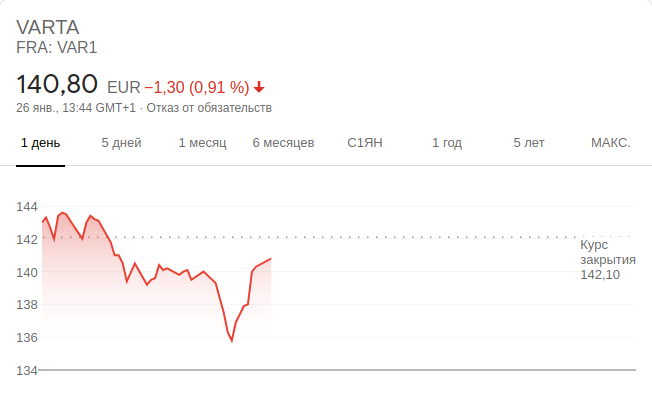 VARTA
FRA: VAR1
140,80 EUR −1,30 (0,91 %)
26 янв., 13:44 GMT+1 · Отказ от обязательств
1 день 5 дней 1 месяц 6 месяцев С1ЯН 1 год 5 лет МАКС.
144
142
Курс
закрытия
142,10
140
138
136
134